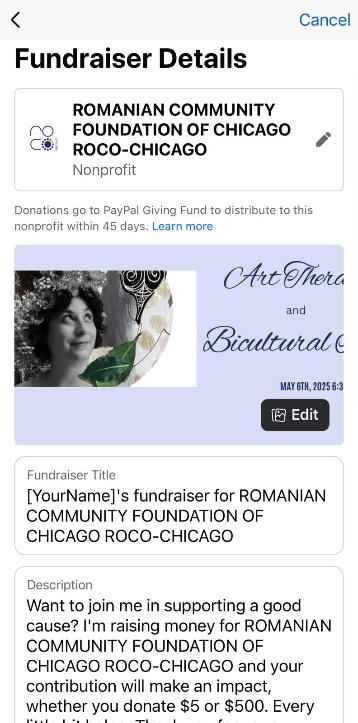 Cancel
Fundraiser Details
ROMANIAN COMMUNITY
FOUNDATION OF CHICAGO
ROCO-CHICAGO
Nonprofit
Donations go to PayPal Giving Fund to distribute to this
nonprofit within 45 days. Learn more
Art Thera
and
Bicultural
MAY 6TH, 2025 6:3
Edit
Fundraiser Title
[YourName]'s fundraiser for ROMANIAN
COMMUNITY FOUNDATION OF
CHICAGO ROCO-CHICAGO
Description
Want to join me in supporting a good
cause? I'm raising money for ROMANIAN
COMMUNITY FOUNDATION OF
CHICAGO ROCO-CHICAGO and your
contribution will make an impact,
whether you donate $5 or $500. Every